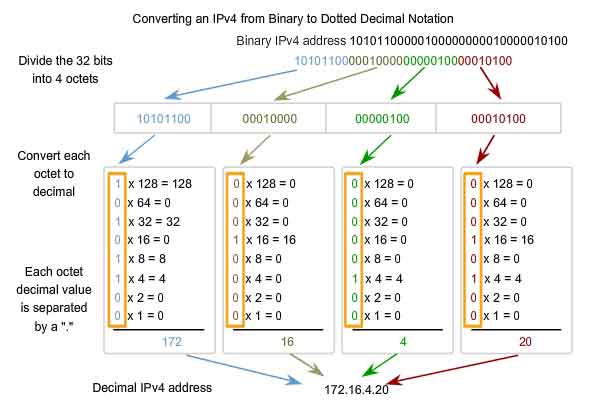 Converting an IPv4 from Binary to Dotted Decimal Notation
Binary IPv4 address 10101100000100000000010000010100
Divide the 32 bits
into 4 octets
10101100000100000000010000010100
10101100 00010000 00000100 00010100
Convert each
octet to
decimal
1 x 128 = 128
0 x 64 = 0
1 x 32 = 32
0 x 16 = 0
1 x 8 = 8
1 x 4 = 4
0 x 2 = 0
0 x 1 = 0
172
0 x 128 = 0
0 x 64 = 0
0 x 32 = 0
1 x 16 = 16
0 x 8 = 0
0 x 4 = 0
0 x 2 = 0
0 x 1 = 0
16
0 x 128 = 0
0 x 64 = 0
0 x 32 = 0
0 x 16 = 0
0 x 8 = 0
1 x 4 = 4
0 x 2 = 0
0 x 1 = 0
4
0 x 128 = 0
0 x 64 = 0
0 x 32 = 0
1 x 16 = 16
0 x 8 = 0
1 x 4 = 4
0 x 2 = 0
0 x 1 = 0
20
Each octet
decimal value
is separated
by a "."
Decimal IPv4 address
172.16.4.20